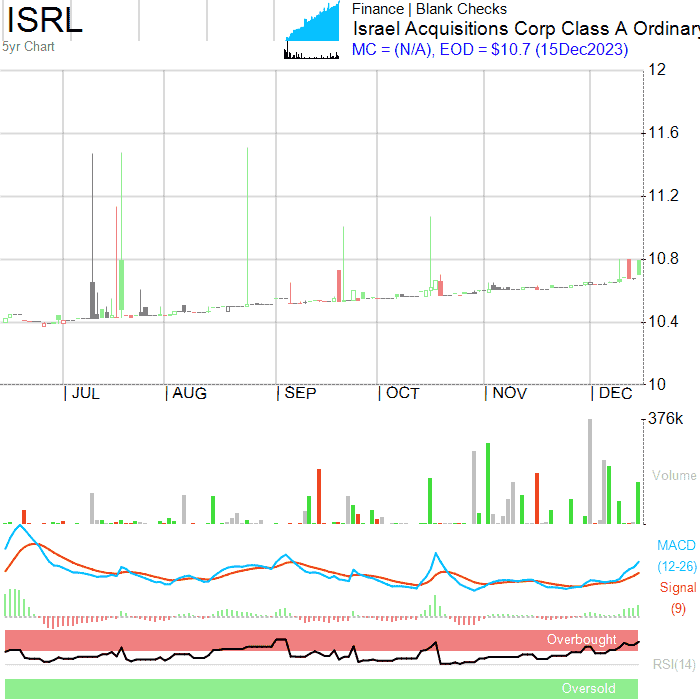 ISRL
5yr Chart
Finance | Blank Checks
Israel Acquisitions Corp Class A Ordinary
MC = (N/A), EOD = $10.7 (15Dec2023)
12
11.6
11.2
10.8
10.4
10
| JUL
| AUG
| SEP
| OCT
| NOV
| DEC
376k
Volume
MACD
(12-26)
Signal
(9)
Overbought
RSI(14)
Oversold